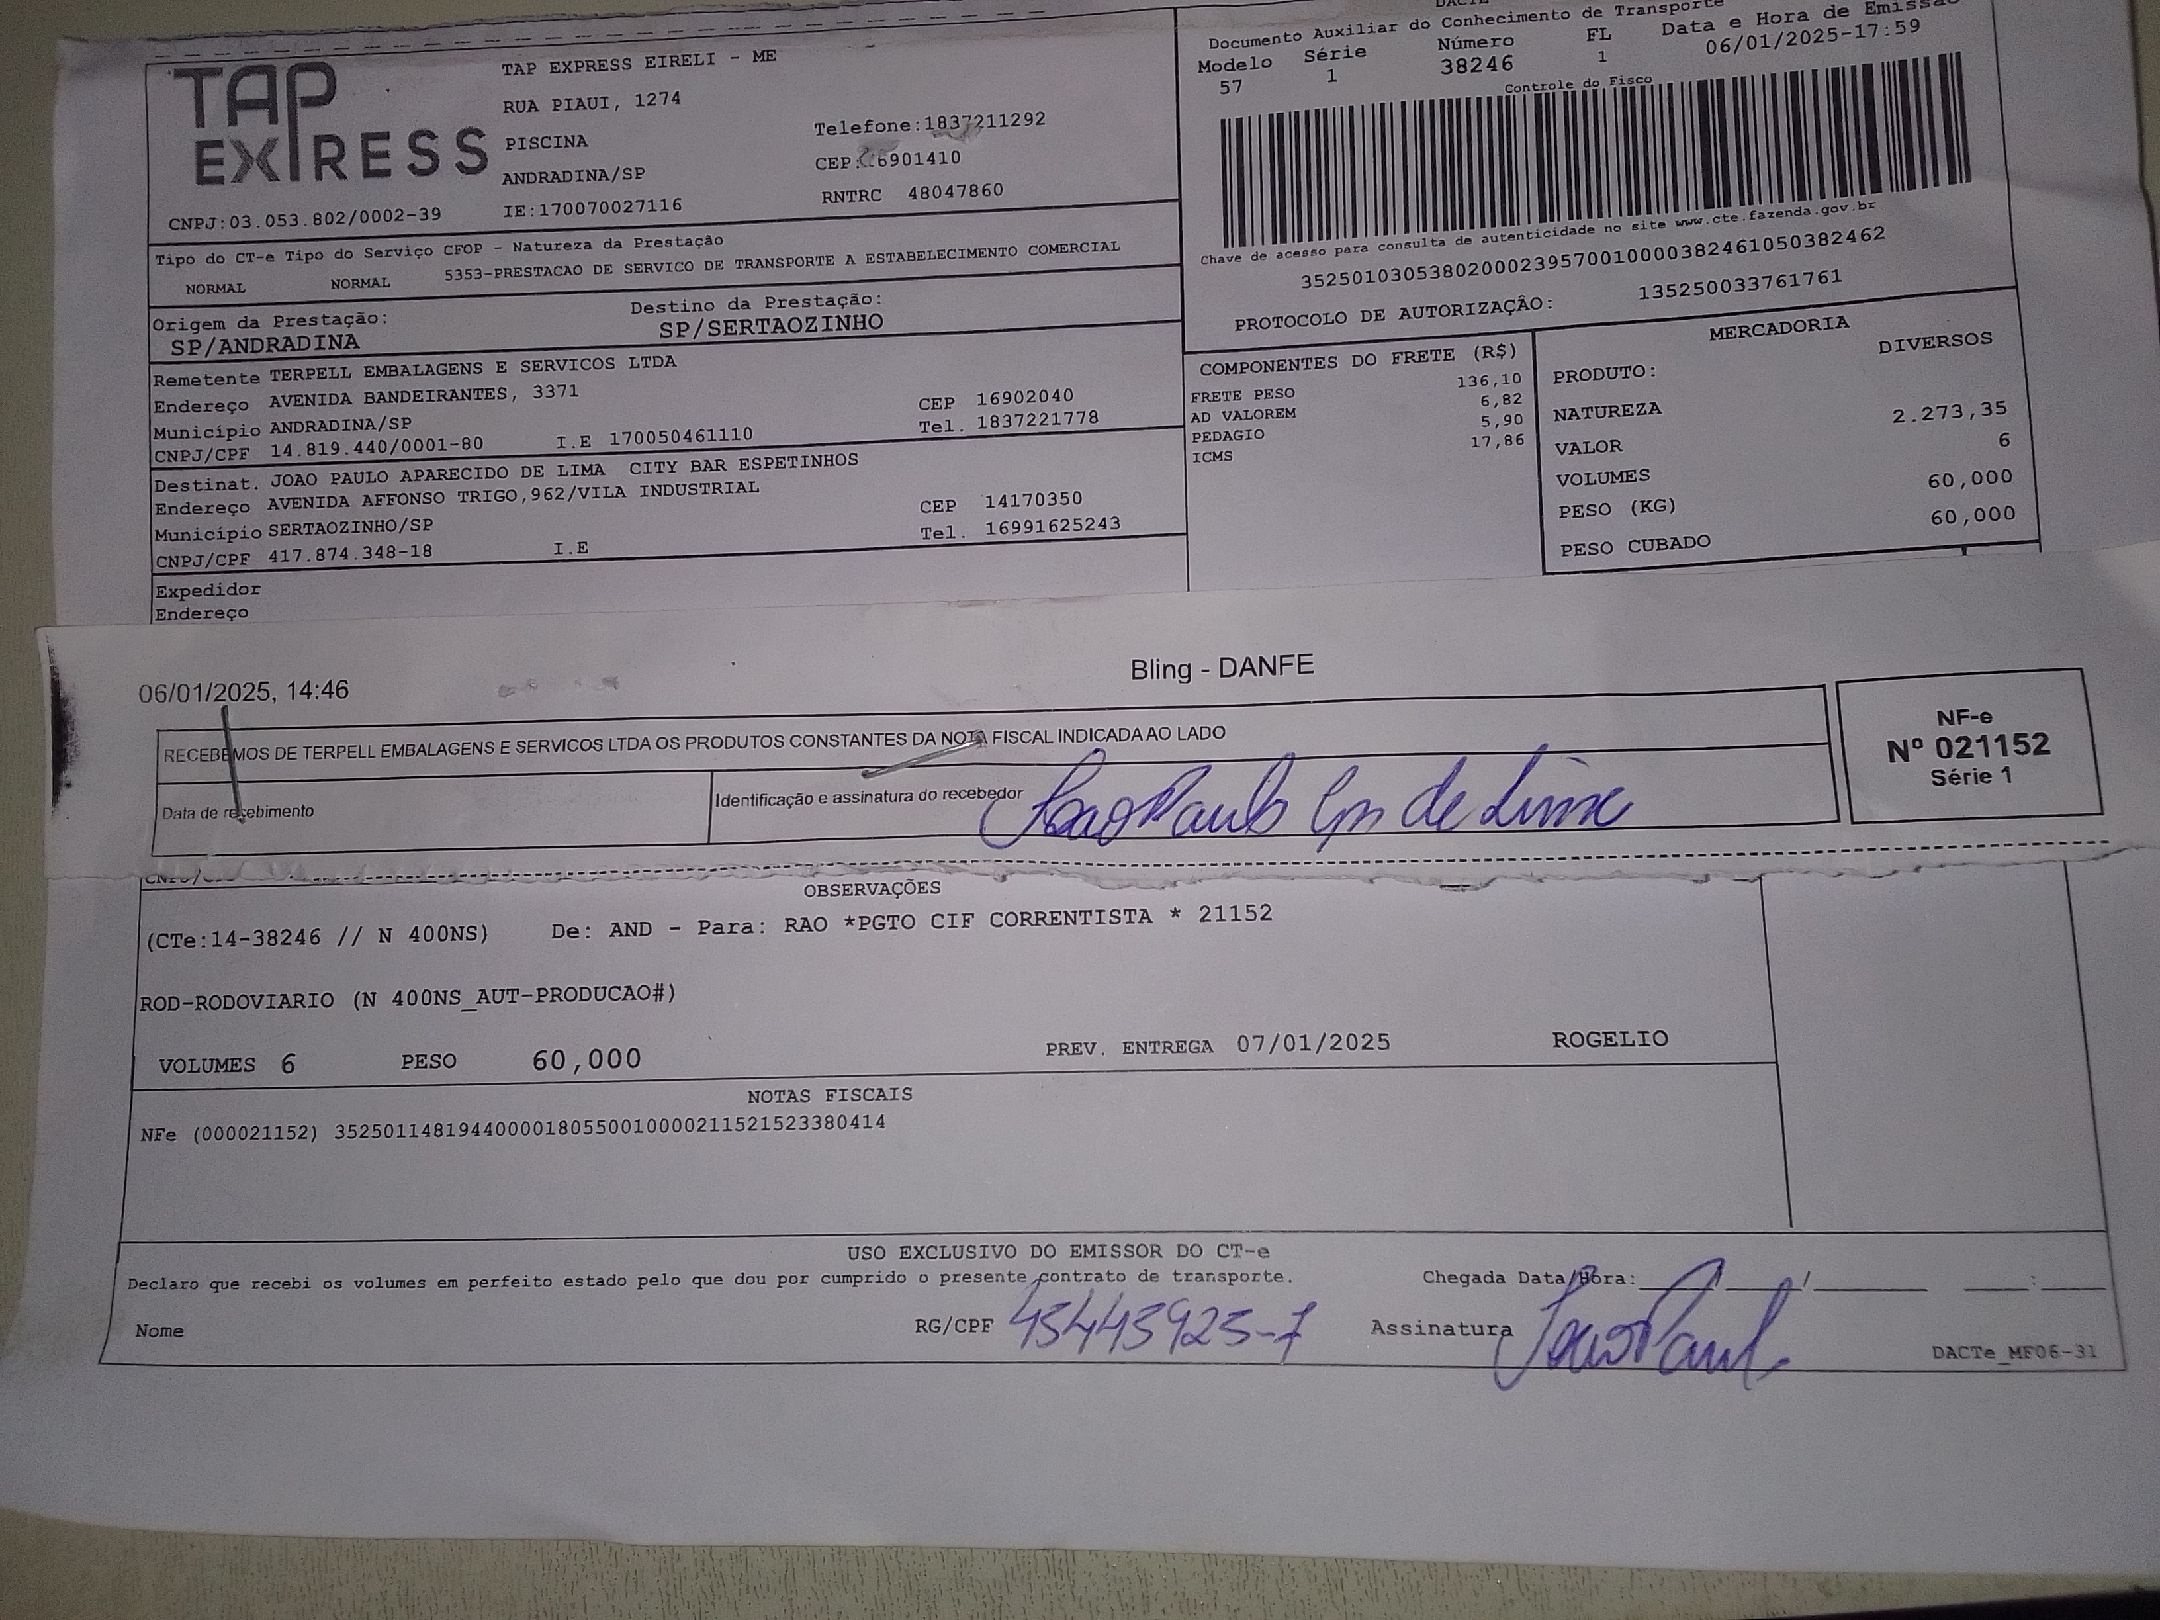 TAP EXPRESS
TAP EXPRESS EIRELI - ME
RUA PIAUI, 1274
PISCINA
ANDRADINA/SP
Telefone:1837211292
CEP: 6901410
CNPJ:03.053.802/0002-39 IE:170070027116 RNTRC 48047860
Documento Auxiliar do Conhecimento de Transporte
Modelo Série Número FL Data e Hora de Emissão
57 1 38246 1 06/01/2025-17:59
Controle do Fisco
Chave de acesso para consulta de autenticidade no site www.cte.fazenda.gov.br
35250103053802000239570010000382461050382462
PROTOCOLO DE AUTORIZAÇÃO: 135250033761761
Tipo do CT-e Tipo do Serviço CFOP - Natureza da Prestação
NORMAL NORMAL 5353-PRESTACAO DE SERVICO DE TRANSPORTE A ESTABELECIMENTO COMERCIAL
Origem da Prestação: Destino da Prestação:
SP/ANDRADINA SP/SERTAOZINHO
Remetente TERPELL EMBALAGENS E SERVICOS LTDA
Endereço AVENIDA BANDEIRANTES, 3371 CEP 16902040
Município ANDRADINA/SP Tel. 1837221778
CNPJ/CPF 14.819.440/0001-80 I.E 170050461110
Destinat. JOAO PAULO APARECIDO DE LIMA CITY BAR ESPETINHOS
Endereço AVENIDA AFFONSO TRIGO,962/VILA INDUSTRIAL CEP 14170350
Município SERTAOZINHO/SP Tel. 16991625243
CNPJ/CPF 417.874.348-18 I.E
Expedidor
Endereço
COMPONENTES DO FRETE (R$)
FRETE PESO 136,10
AD VALOREM 6,82
PEDAGIO 5,90
ICMS 17,86
MERCADORIA
PRODUTO: DIVERSOS
NATUREZA
VALOR 2.273,35
VOLUMES 6
PESO (KG) 60,000
PESO CUBADO 60,000
06/01/2025, 14:46 Bling - DANFE
RECEBEMOS DE TERPELL EMBALAGENS E SERVICOS LTDA OS PRODUTOS CONSTANTES DA NOTA FISCAL INDICADA AO LADO
Data de recebimento Identificação e assinatura do recebedor João Paulo de Lima
NF-e
Nº 021152
Série 1
OBSERVAÇÕES
(CTe:14-38246 // N 400NS) De: AND - Para: RAO *PGTO CIF CORRENTISTA * 21152
ROD-RODOVIARIO (N 400NS_AUT-PRODUCAO#)
VOLUMES 6 PESO 60,000 PREV. ENTREGA 07/01/2025 ROGELIO
NOTAS FISCAIS
NFe (000021152) 35250114819440000180550010000211521523380414
USO EXCLUSIVO DO EMISSOR DO CT-e
Declaro que recebi os volumes em perfeito estado pelo que dou por cumprido o presente contrato de transporte. Chegada Data/Hora: / / :
Nome RG/CPF 45443923-7 Assinatura João Paul
DACTe_MF06-31